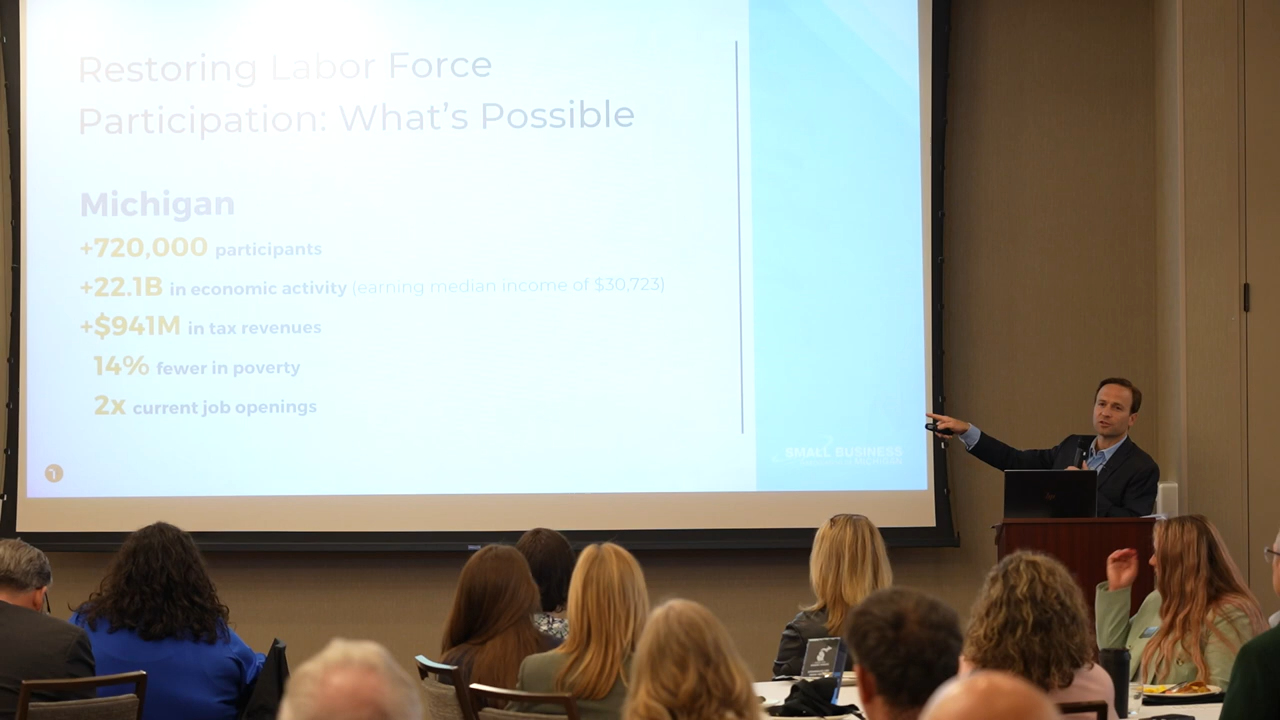 Restoring Labor Force
Participation: What's Possible
Michigan
+720,000 participants
+22.1B in economic activity (earning median income of $30,723)
+$941M in tax revenues
14% fewer in poverty
2x current job openings
SMALL BUSINESS